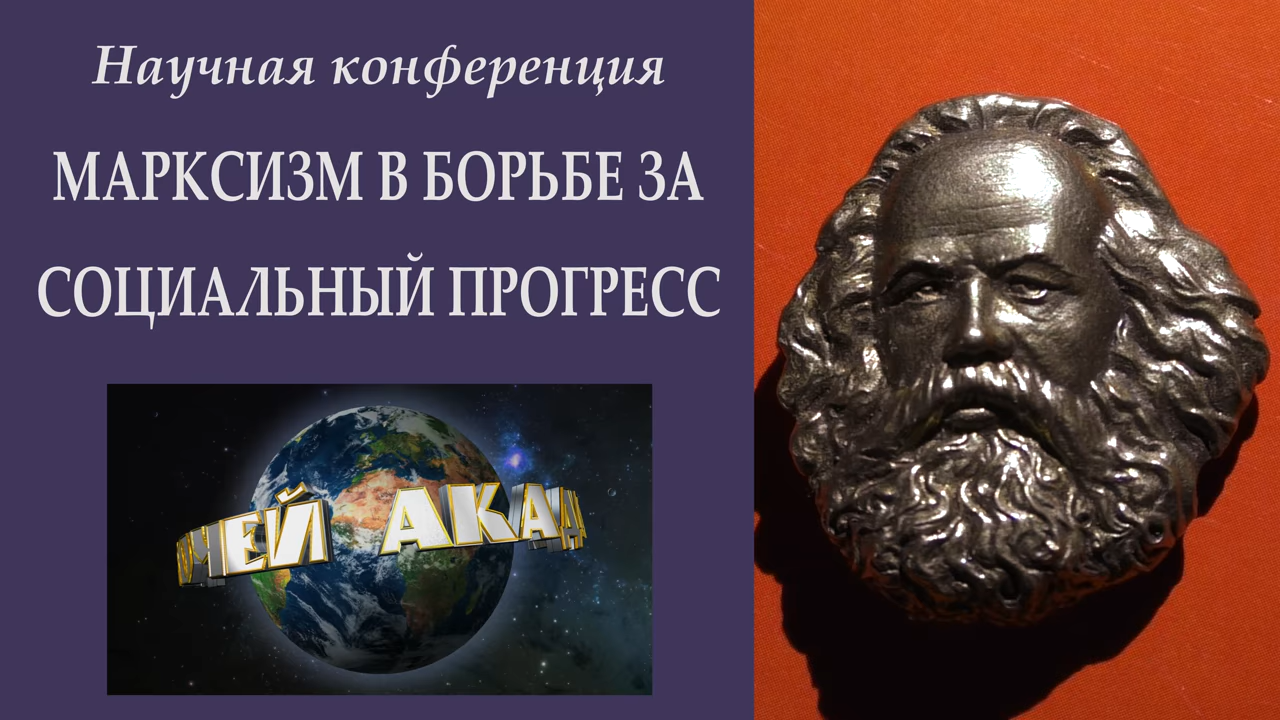 Научная конференция
МАРКСИЗМ В БОРЬБЕ ЗА
СОЦИАЛЬНЫЙ ПРОГРЕСС